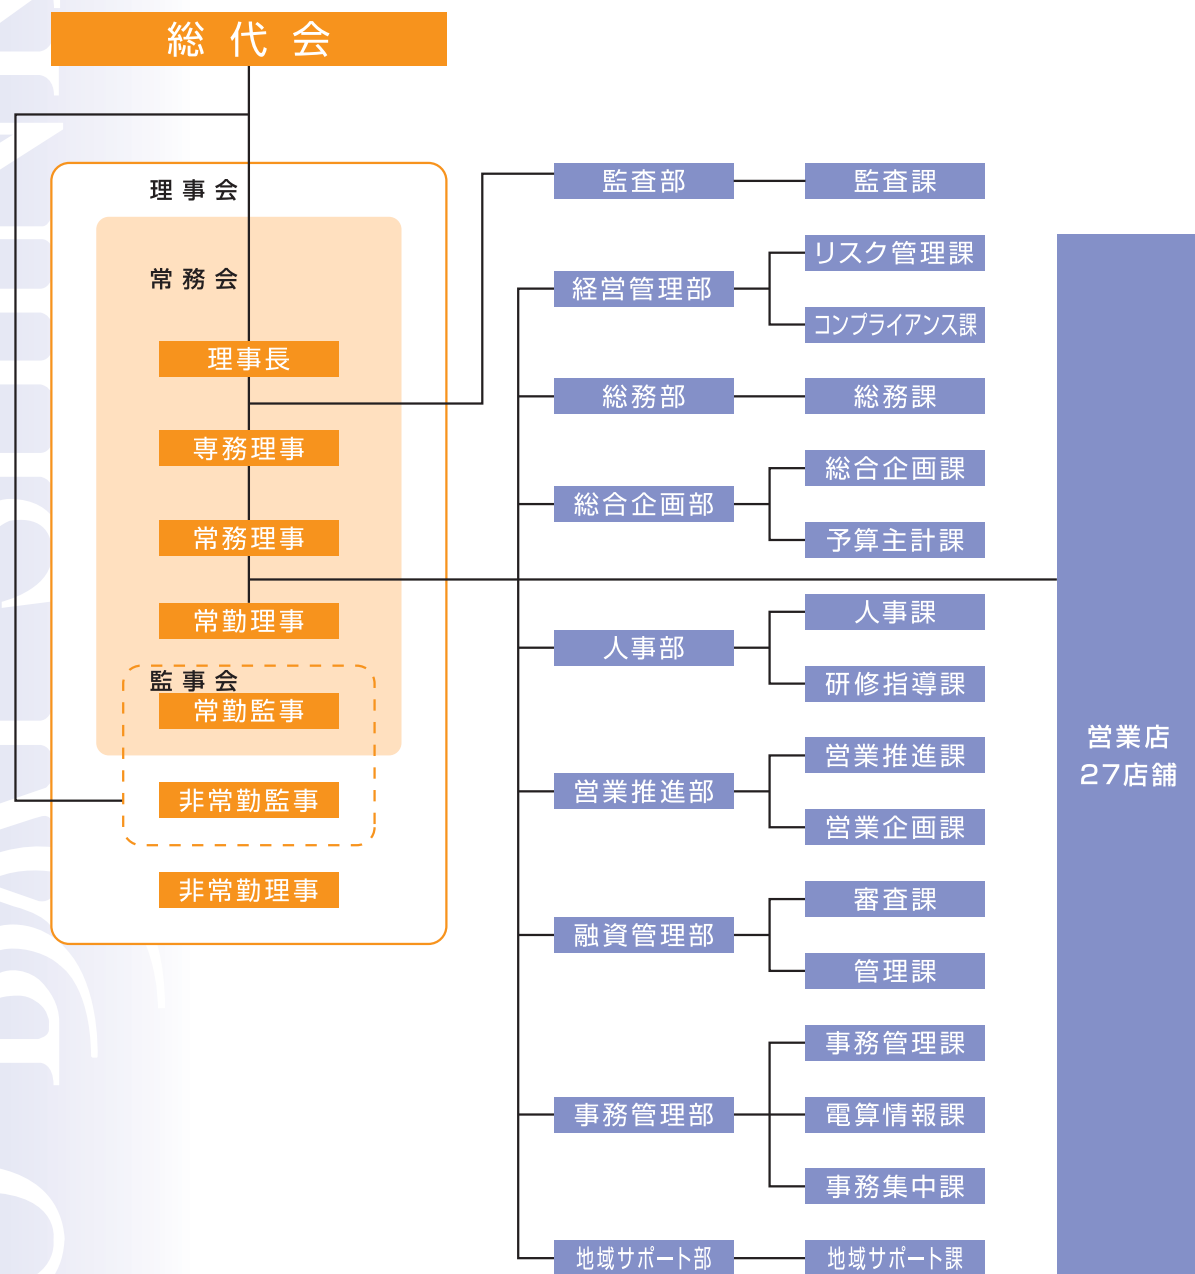 総代会
理事会
常務会
理事長
専務理事
常務理事
常勤理事
監事会
常勤監事
非常勤監事
非常勤理事
監査部
監査課
経営管理部
リスク管理課
コンプライアンス課
総務部
総務課
総合企画部
総合企画課
予算主計課
人事部
人事課
研修指導課
営業推進部
営業推進課
営業企画課
融資管理部
審査課
管理課
事務管理部
事務管理課
電算情報課
事務集中課
地域サポート部
地域サポート課
営業店
27店舗